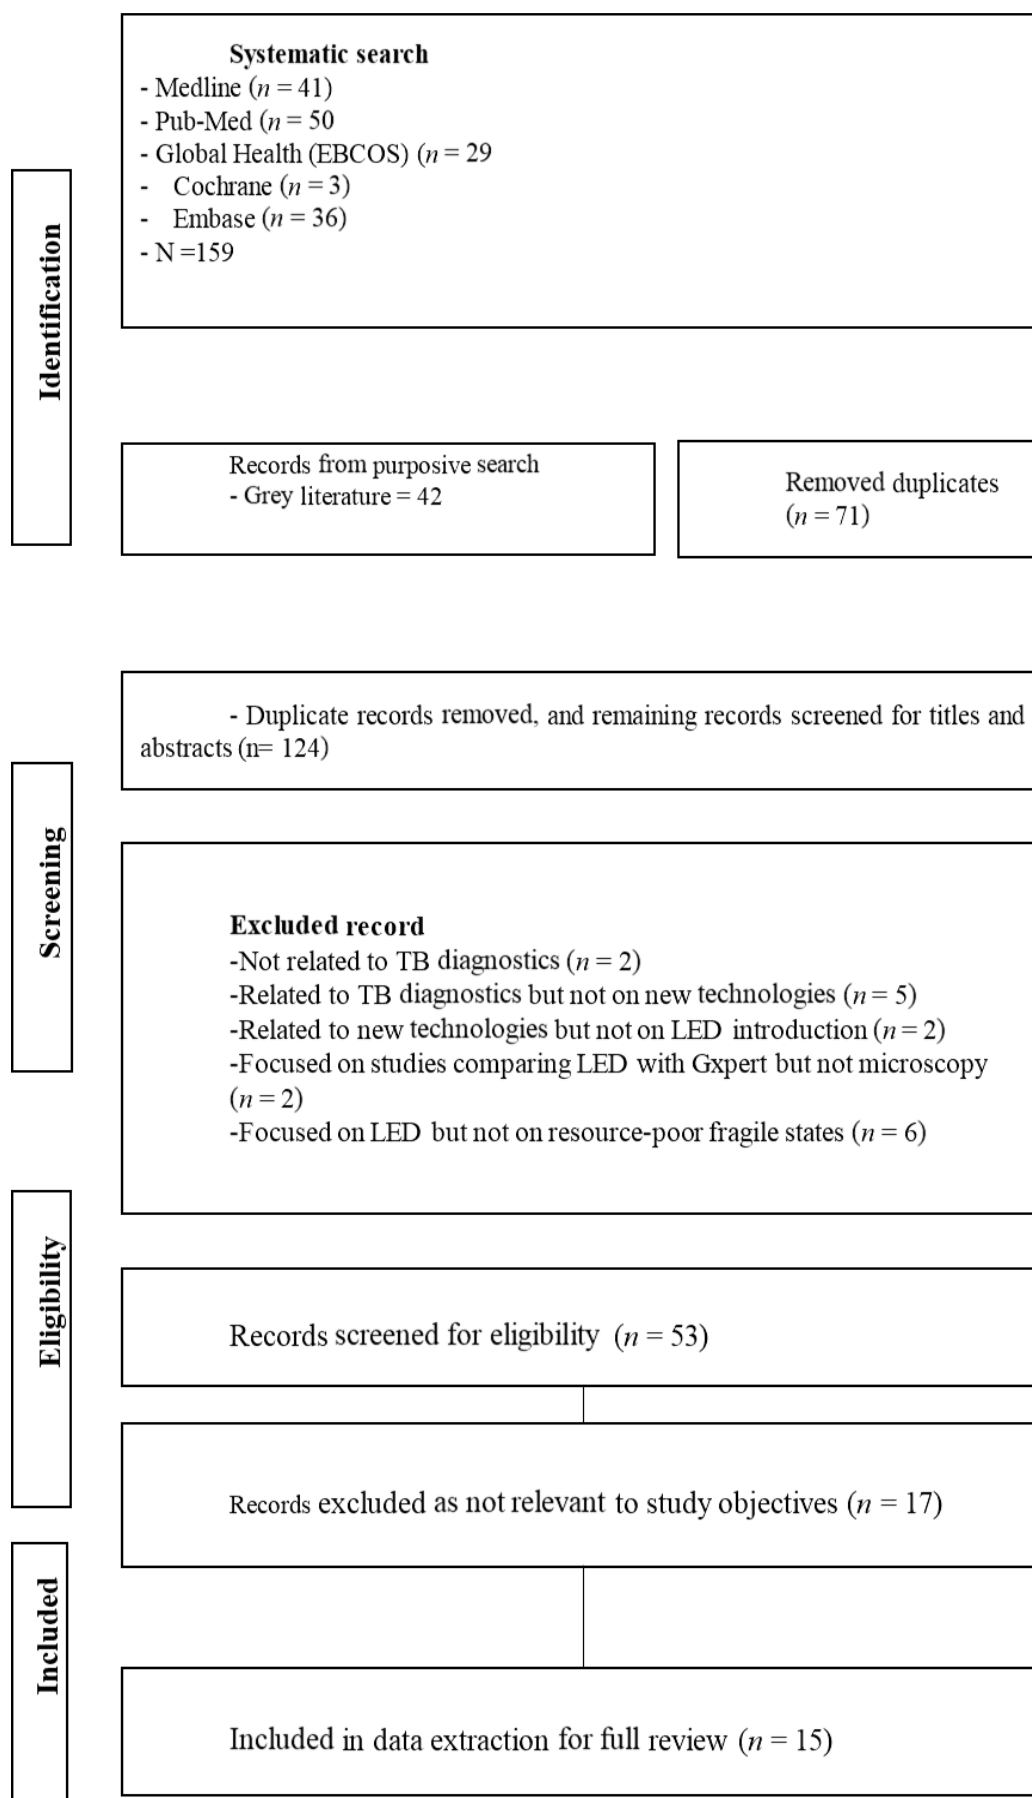 Systematic search
- Medline (n = 41)
- Pub-Med (n = 50
- Global Health (EBCOS) (n = 29
- Cochrane (n = 3)
- Embase (n = 36)
- N =159
Identification
Records from purposive search
- Grey literature = 42
Removed duplicates
(n = 71)
- Duplicate records removed, and remaining records screened for titles and
abstracts (n= 124)
Screening
Excluded record
-Not related to TB diagnostics (n = 2)
-Related to TB diagnostics but not on new technologies (n = 5)
-Related to new technologies but not on LED introduction (n = 2)
-Focused on studies comparing LED with Gxpert but not microscopy
(n = 2)
-Focused on LED but not on resource-poor fragile states (n = 6)
Eligibility
Records screened for eligibility (n = 53)
Records excluded as not relevant to study objectives (n = 17)
Included
Included in data extraction for full review (n = 15)